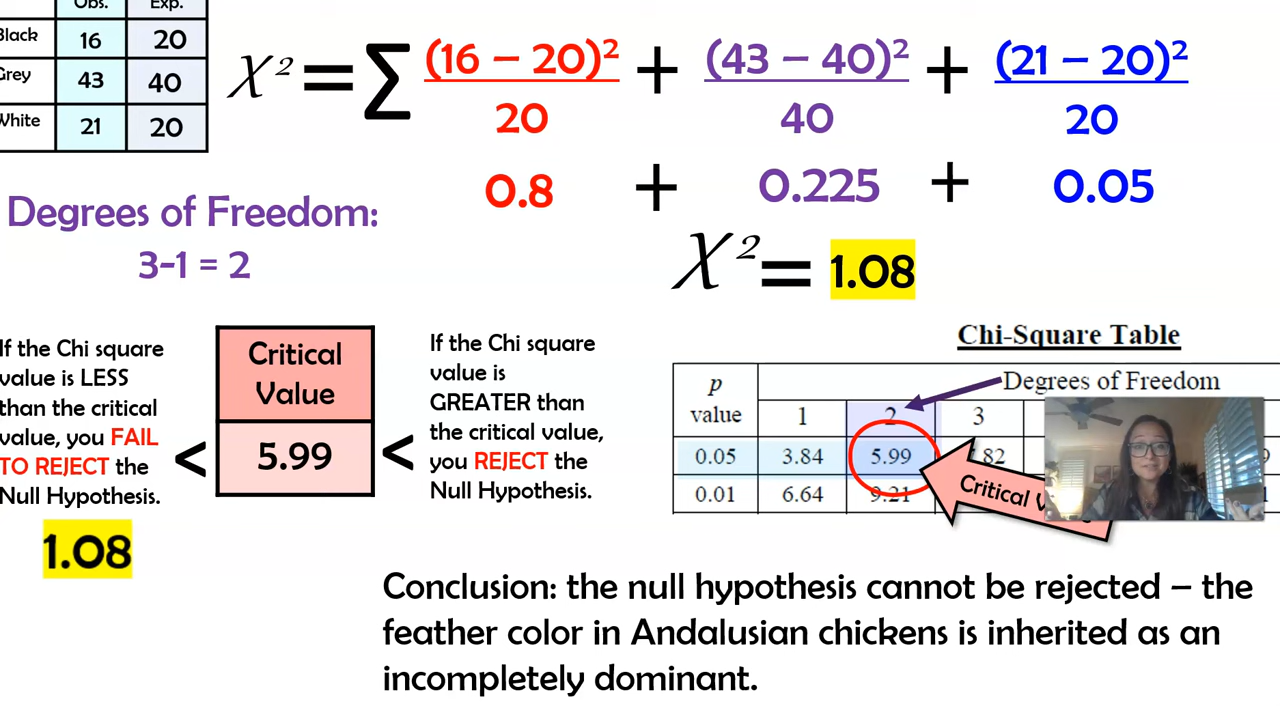 Obs. Exp.
Black 16 20
Grey 43 40
White 21 20
χ² = ∑ (16 – 20)² + (43 – 40)² + (21 – 20)²
20 40 20
0.8 + 0.225 + 0.05
χ² = 1.08
Degrees of Freedom:
3-1 = 2
If the Chi square
value is LESS
than the critical
value, you FAIL
TO REJECT the
Null Hypothesis.
<
Critical
Value
5.99
<
If the Chi square
value is
GREATER than
the critical value,
you REJECT the
Null Hypothesis.
1.08
Chi-Square Table
p
value
Degrees of Freedom
1 2 3
0.05 3.84 5.99 7.82
0.01 6.64 9.21
Critical
Conclusion: the null hypothesis cannot be rejected – the
feather color in Andalusian chickens is inherited as an
incompletely dominant.